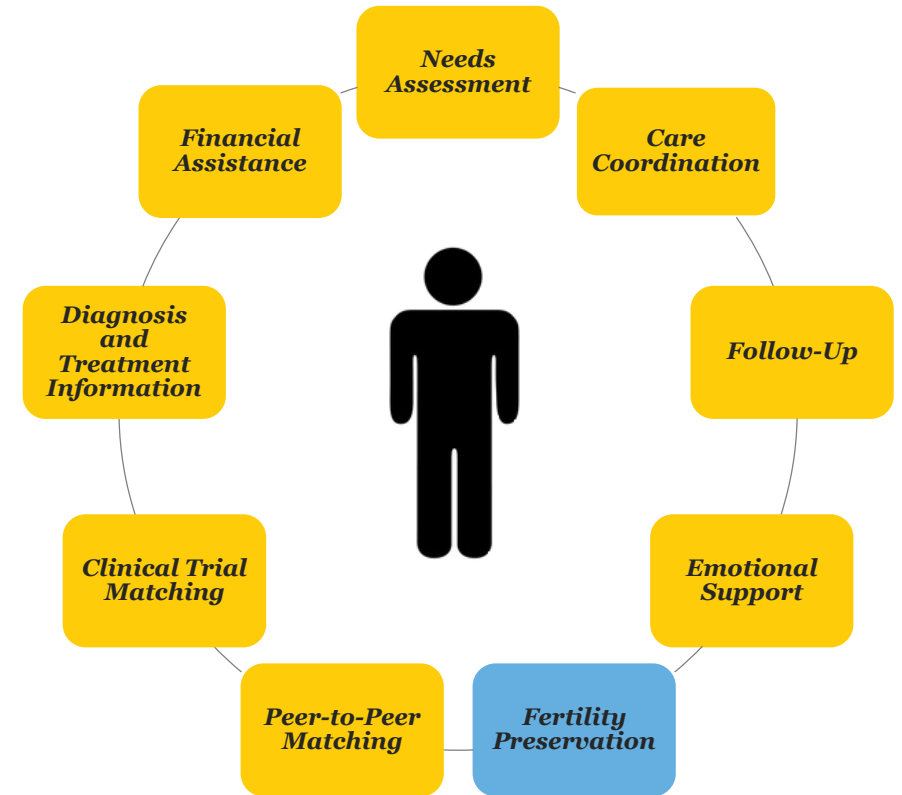 Needs
Assessment
Care
Coordination
Follow-Up
Emotional
Support
Fertility
Preservation
Peer-to-Peer
Matching
Clinical Trial
Matching
Diagnosis
and
Treatment
Information
Financial
Assistance